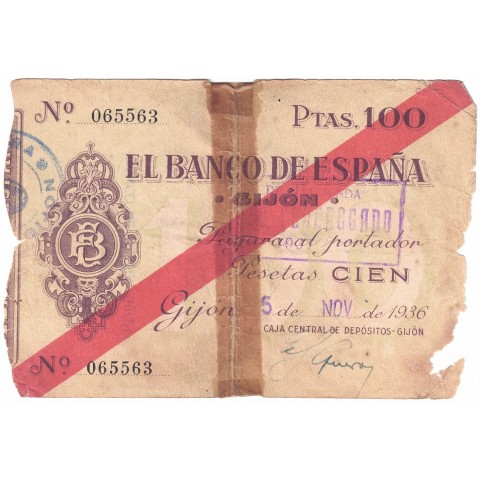 Nº 065563
PTAS. 100
EL BANCO DE ESPAÑA
GIJÓN
Pagará al portador
Pesetas CIEN
Gijón 5 de NOV de 1936
CAJA CENTRAL DE DEPÓSITOS-GIJÓN
Nº 065563